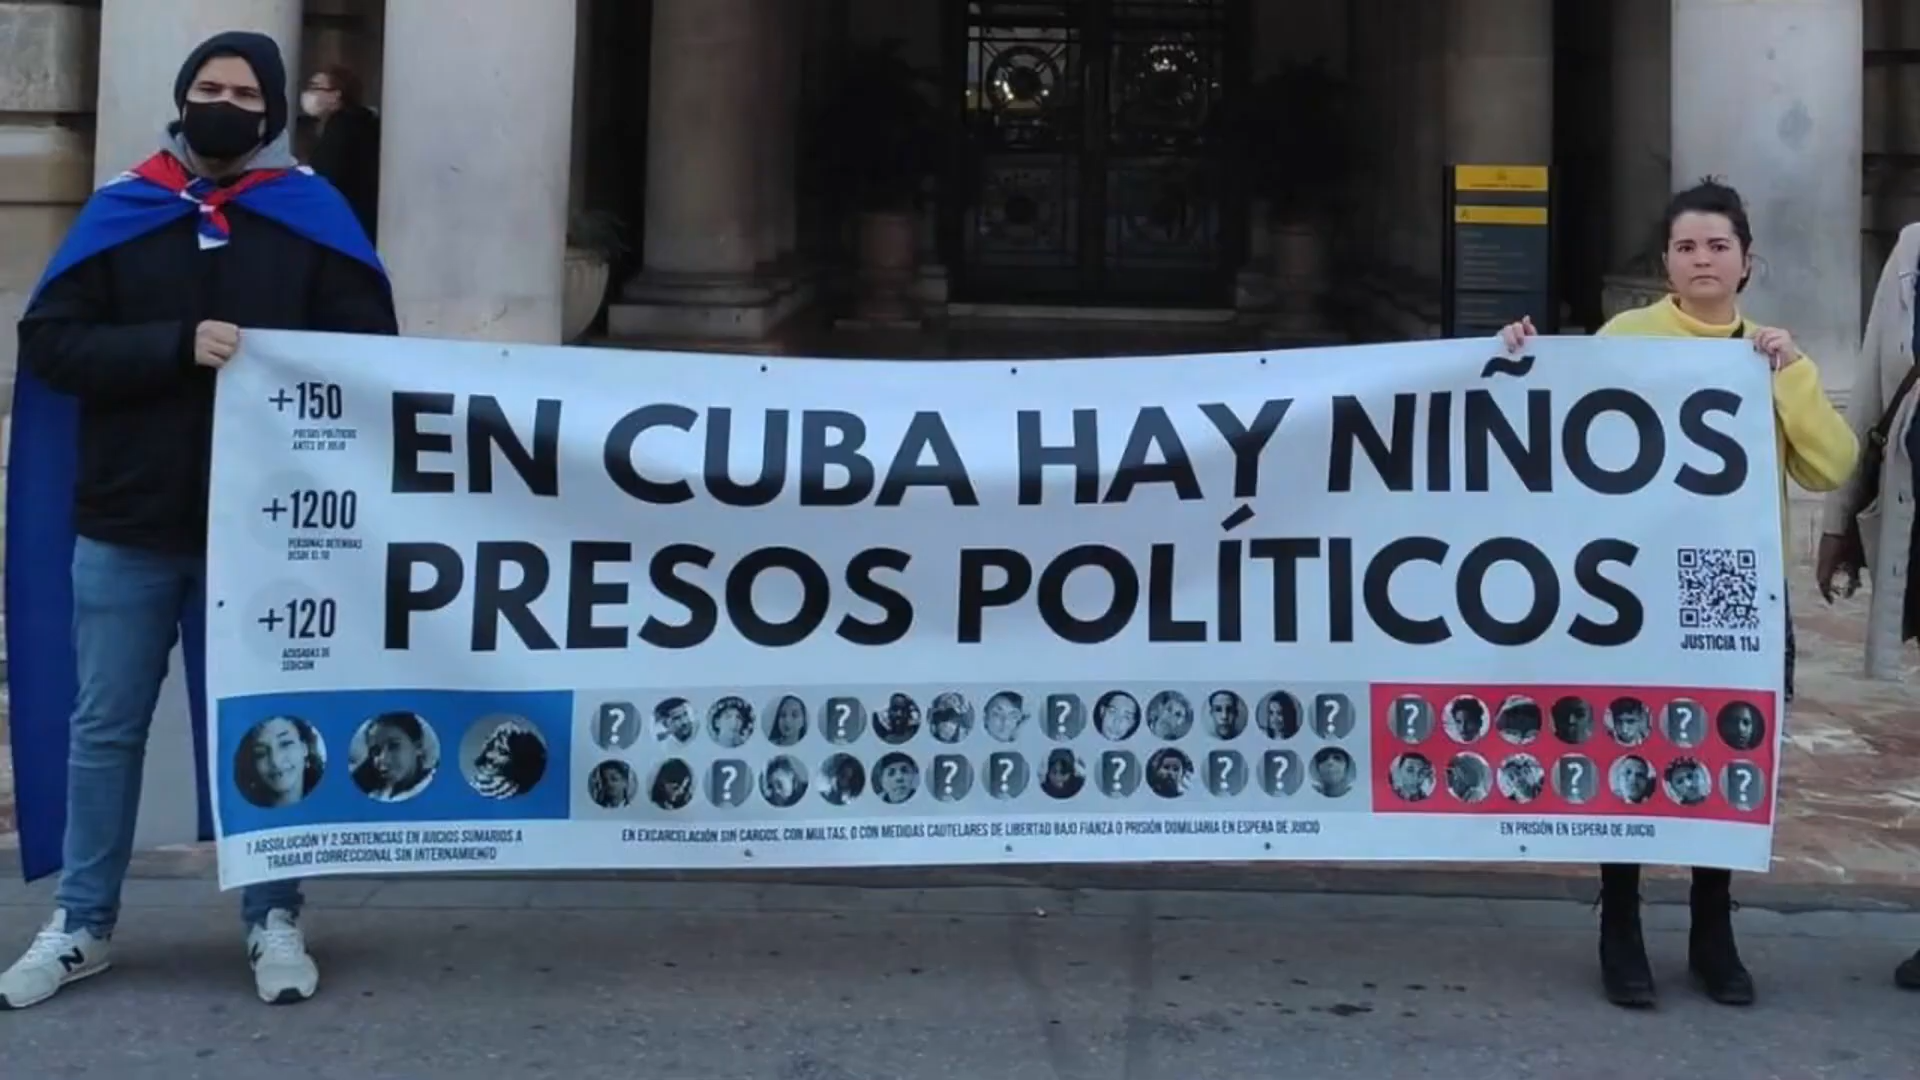 +150
PRESOS POLÍTICOS
ANTES DE JULIO
+1200
PERSONAS DETENIDAS
+120
ACUSADAS DE
SEDICIÓN
EN CUBA HAY NIÑOS
PRESOS POLÍTICOS
JUSTICIA 11J
1 ABSOLUCIÓN Y 2 SENTENCIAS EN JUICIOS SUMARIOS A
TRABAJO CORRECCIONAL SIN INTERNAMIENTO
EN EXCARCELACIÓN SIN CARGOS, CON MULTAS, O CON MEDIDAS CAUTELARES DE LIBERTAD BAJO FIANZA O PRISIÓN DOMILIARIA EN ESPERA DE JUICIO
EN PRISIÓN EN ESPERA DE JUICIO
N